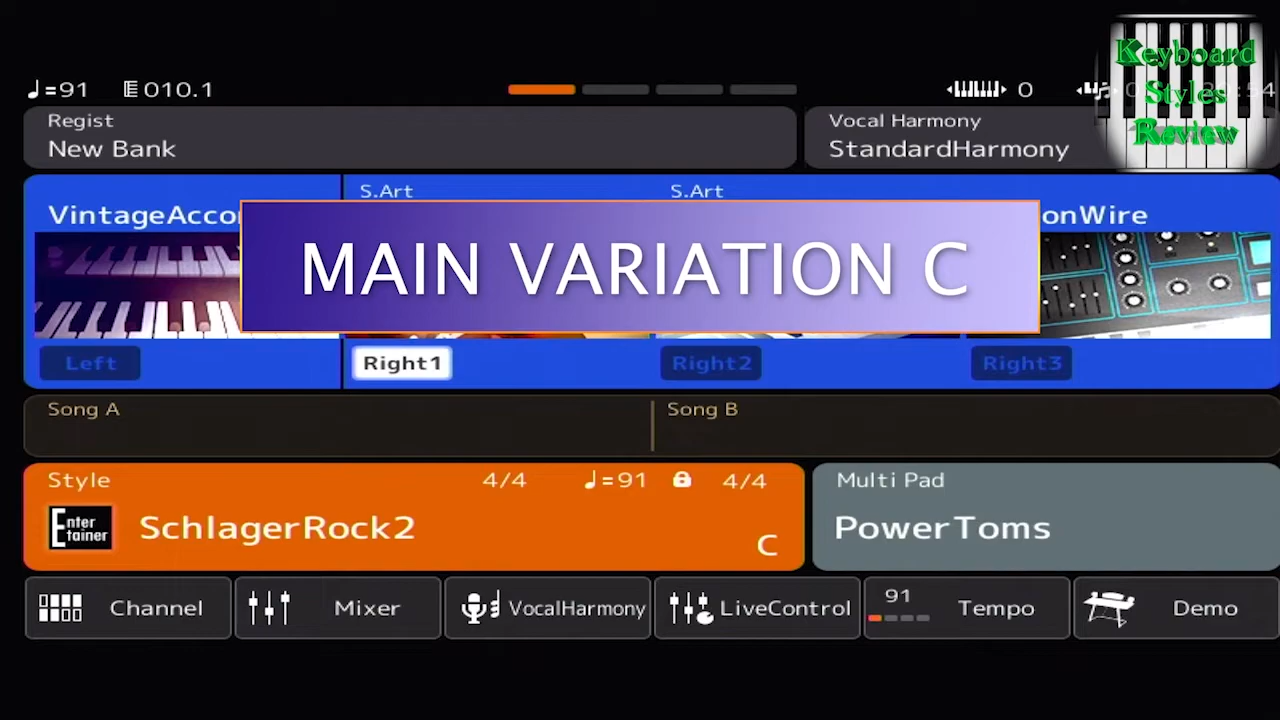 ♩=91 010.1 0
Keyboard
Styles
Review
Regist
New Bank
Vocal Harmony
StandardHarmony
S.Art
S.Art
MAIN VARIATION C
Left
Right1
Right2
Right3
Song A
Song B
Style 4/4 ♩=91 4/4
Enter
tainer
SchlagerRock2
C
Multi Pad
PowerToms
Channel
Mixer
VocalHarmony
LiveControl
91
Tempo
Demo